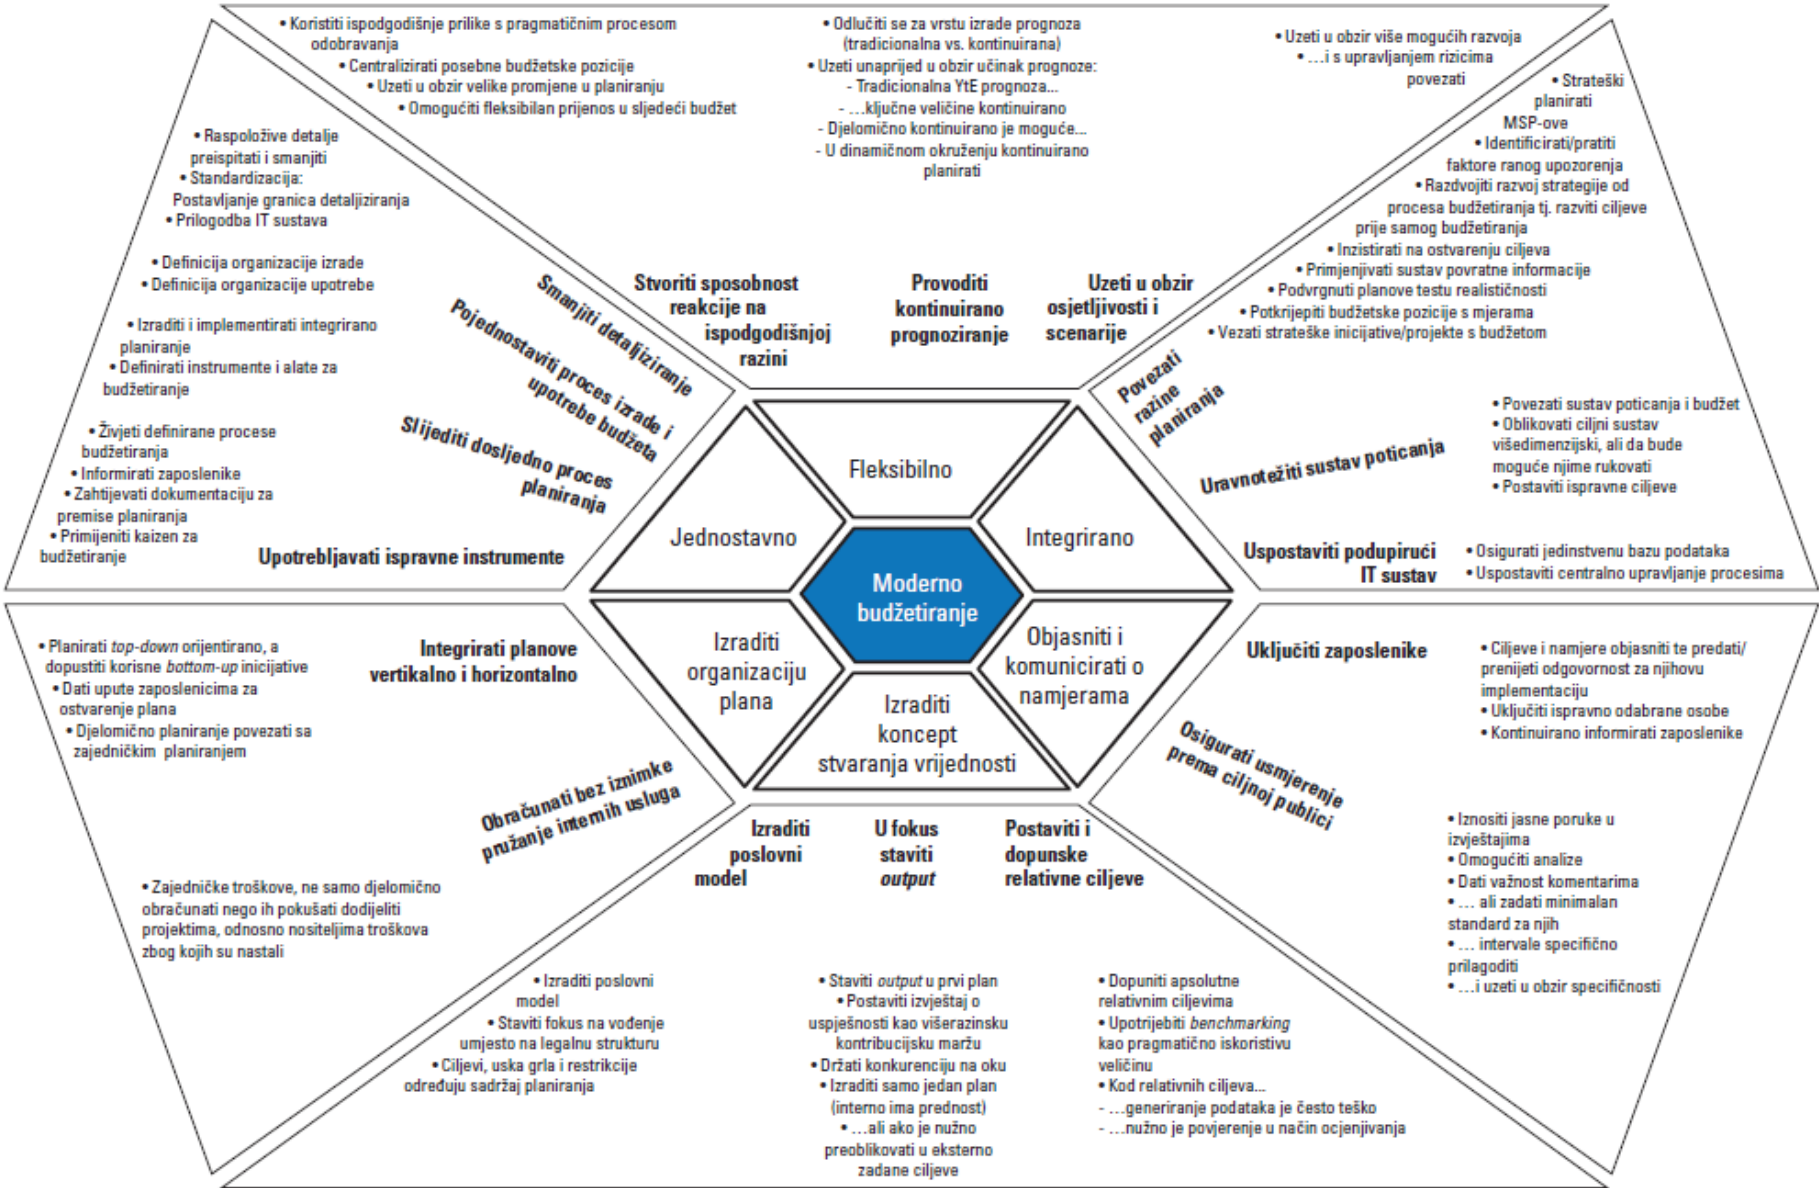 • Koristiti ispodgodišnje prilike s pragmatičnim procesom
odobravanja
• Centralizirati posebne budžetske pozicije
• Uzeti u obzir velike promjene u planiranju
• Omogućiti fleksibilan prijenos u sljedeći budžet
• Odlučiti se za vrstu izrade prognoza
(tradicionalna vs. kontinuirana)
• Uzeti unaprijed u obzir učinak prognoze:
- Tradicionalna YtE prognoza...
- ...ključne veličine kontinuirano
- Djelomično kontinuirano je moguće...
- U dinamičnom okruženju kontinuirano
planirati
• Uzeti u obzir više mogućih razvoja
• ...i s upravljanjem rizicima
povezati
Stvoriti sposobnost
reakcije na
ispodgodišnjoj
razini
Provoditi
kontinuirano
prognoziranje
Uzeti u obzir
osjetljivosti i
scenarije
• Raspoložive detalje
preispitati i smanjiti
• Standardizacija:
Postavljanje granica detaljiziranja
• Prilogodba IT sustava
• Definicija organizacije izrade
• Definicija organizacije upotrebe
• Izraditi i implementirati integrirano
planiranje
• Definirati instrumente i alate za
budžetiranje
• Živjeti definirane procese
budžetiranja
• Informirati zaposlenike
• Zahtijevati dokumentaciju za
premise planiranja
• Primijeniti kaizen za
budžetiranje
Smanjiti detaljiziranje
Pojednostaviti proces izrade i
upotrebe budžeta
Slijediti dosljedno proces
planiranja
Upotrebljavati ispravne instrumente
• Strateški
planirati
MSP-ove
• Identificirati/pratiti
faktore ranog upozorenja
• Razdvojiti razvoj strategije od
procesa budžetiranja tj. razviti ciljeve
prije samog budžetiranja
• Inzistirati na ostvarenju ciljeva
• Primjenjivati sustav povratne informacije
• Podvrgnuti planove testu realističnosti
• Potkrijepiti budžetske pozicije s mjerama
• Vezati strateške inicijative/projekte s budžetom
Povezati
razine
planiranja
• Povezati sustav poticanja i budžet
• Oblikovati ciljni sustav
višedimenzijski, ali da bude
moguće njime rukovati
• Postaviti ispravne ciljeve
Uravnotežiti sustav poticanja
Uspostaviti podupirući
IT sustav
• Osigurati jedinstvenu bazu podataka
• Uspostaviti centralno upravljanje procesima
Fleksibilno
Jednostavno
Integrirano
Moderno
budžetiranje
Izraditi
organizaciju
plana
Objasniti i
komunicirati o
namjerama
Izraditi
koncept
stvaranja vrijednosti
• Planirati top-down orijentirano, a
dopustiti korisne bottom-up inicijative
• Dati upute zaposlenicima za
ostvarenje plana
• Djelomično planiranje povezati sa
zajedničkim planiranjem
Integrirati planove
vertikalno i horizontalno
Obračunati bez iznimke
pružanje internih usluga
• Zajedničke troškove, ne samo djelomično
obračunati nego ih pokušati dodijeliti
projektima, odnosno nositeljima troškova
zbog kojih su nastali
Uključiti zaposlenike
• Ciljeve i namjere objasniti te predati/
prenijeti odgovornost za njihovu
implementaciju
• Uključiti ispravno odabrane osobe
• Kontinuirano informirati zaposlenike
Osigurati usmjerenje
prema ciljnoj publici
• Iznositi jasne poruke u
izvještajima
• Omogućiti analize
• Dati važnost komentarima
• ... ali zadati minimalan
standard za njih
• ... intervale specifično
prilagoditi
• ...i uzeti u obzir specifičnosti
Izraditi
poslovni
model
U fokus
staviti
output
Postaviti i
dopunske
relativne ciljeve
• Izraditi poslovni
model
• Staviti fokus na vođenje
umjesto na legalnu strukturu
• Ciljevi, uska grla i restrikcije
određuju sadržaj planiranja
• Staviti output u prvi plan
• Postaviti izvještaj o
uspješnosti kao višerazinsku
kontribucijsku maržu
• Držati konkurenciju na oku
• Izraditi samo jedan plan
(interno ima prednost)
• ...ali ako je nužno
preoblikovati u eksterno
zadane ciljeve
• Dopuniti apsolutne
relativnim ciljevima
• Upotrijebiti benchmarking
kao pragmatično iskoristivu
veličinu
• Kod relativnih ciljeva...
- ...generiranje podataka je često teško
- ...nužno je povjerenje u način ocjenjivanja